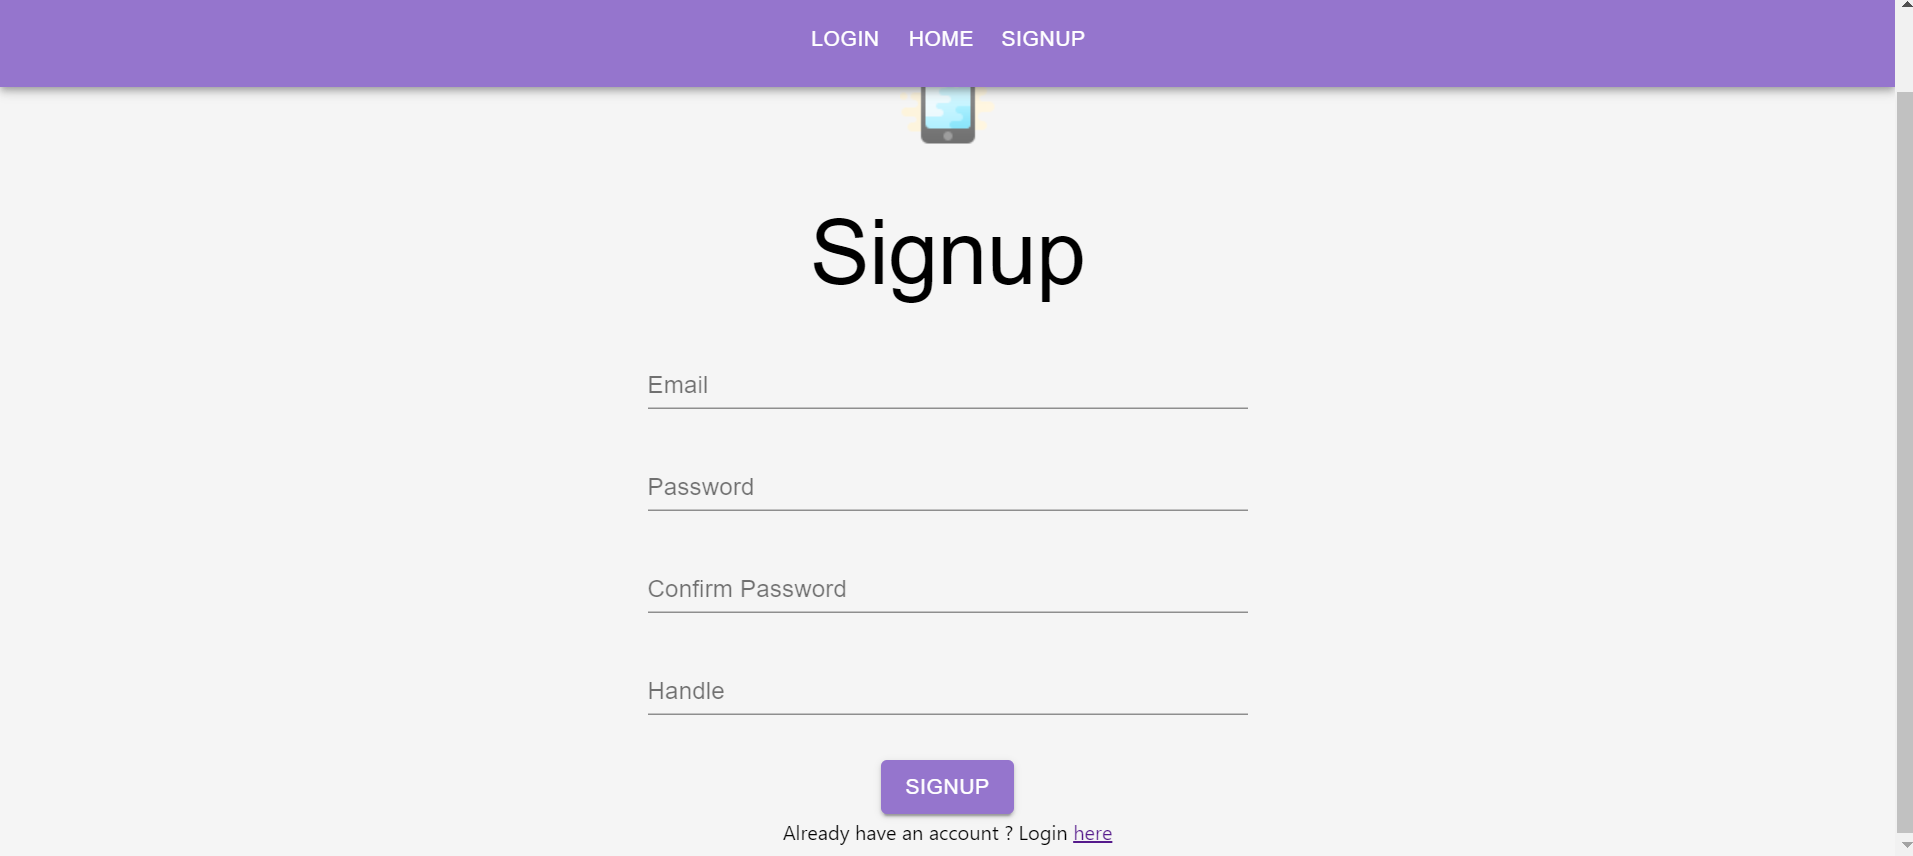 LOGIN HOME SIGNUP
Signup
Email
Password
Confirm Password
Handle
SIGNUP
Already have an account ? Login here